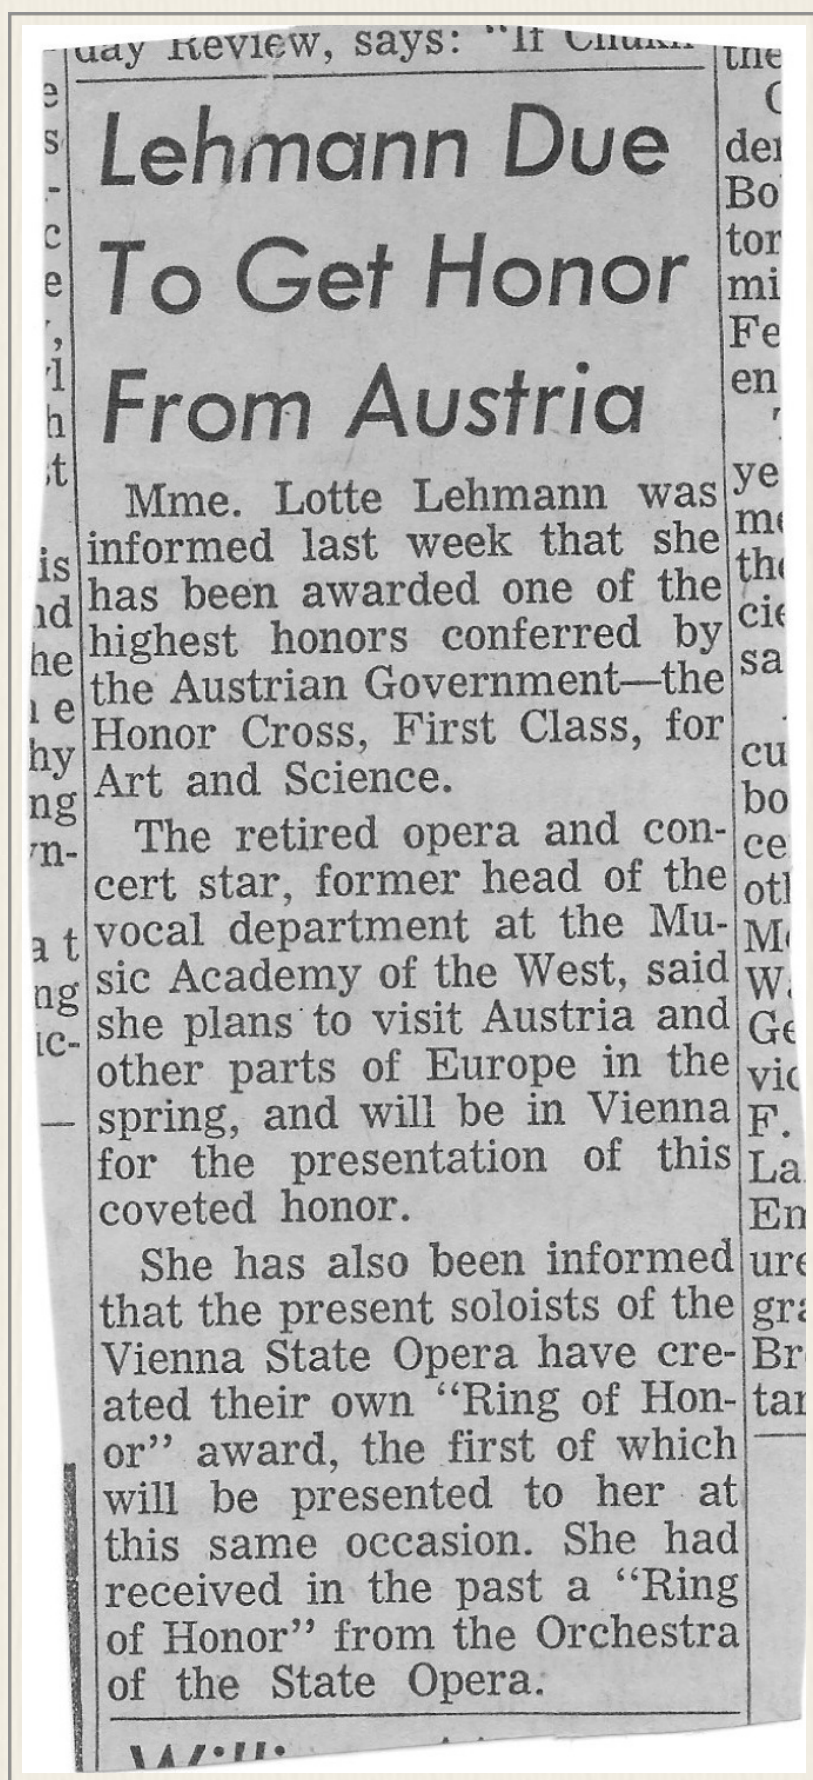 day Review, says: "If
Lehmann Due
To Get Honor
From Austria
Mme. Lotte Lehmann was
informed last week that she
has been awarded one of the
highest honors conferred by
the Austrian Government—the
Honor Cross, First Class, for
Art and Science.
The retired opera and con-
cert star, former head of the
vocal department at the Mu-
sic Academy of the West, said
she plans to visit Austria and
other parts of Europe in the
spring, and will be in Vienna
for the presentation of this
coveted honor.
She has also been informed
that the present soloists of the
Vienna State Opera have cre-
ated their own "Ring of Hon-
or" award, the first of which
will be presented to her at
this same occasion. She had
received in the past a "Ring
of Honor" from the Orchestra
of the State Opera.